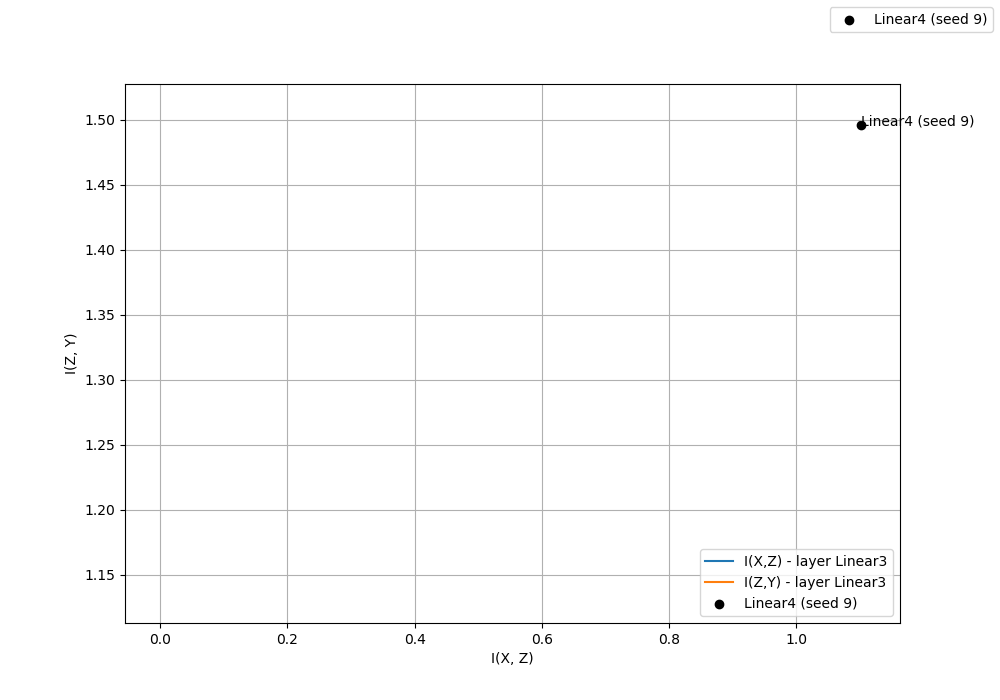 Linear4 (seed 9)
1.50
Linear4 (seed 9)
1.45
1.40
1.35
I(Z, Y)
1.30
1.25
1.20
1.15
I(X,Z) - layer Linear3
I(Z,Y) - layer Linear3
Linear4 (seed 9)
0.0 0.2 0.4 0.6 0.8 1.0
I(X, Z)